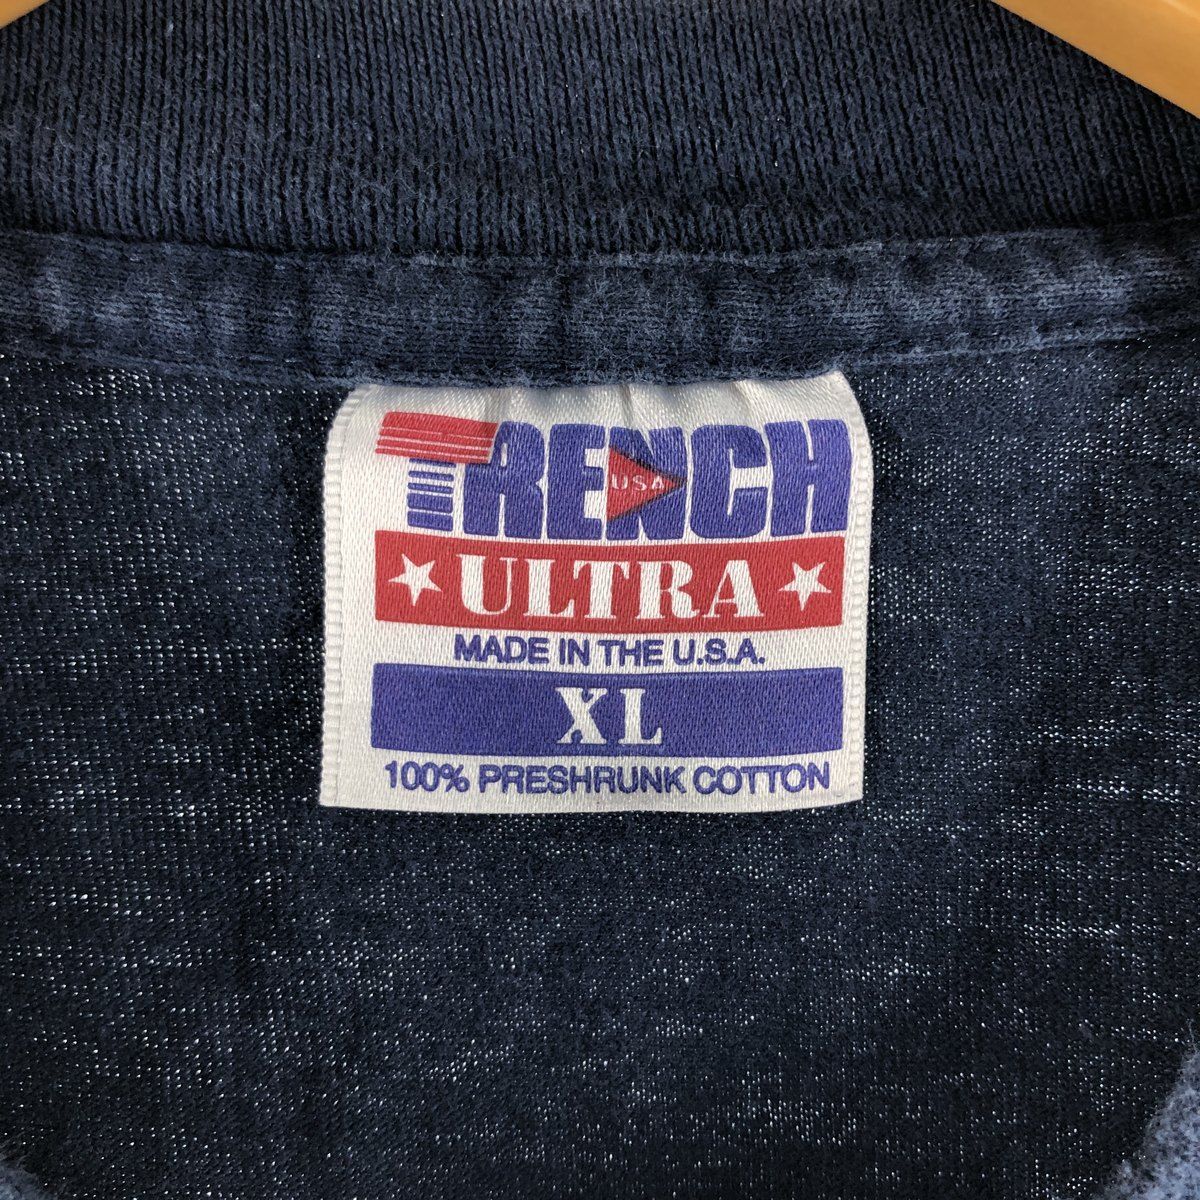 TRENCH
USA
ULTRA
MADE IN THE U.S.A.
XL
100% PRESHRUNK COTTON